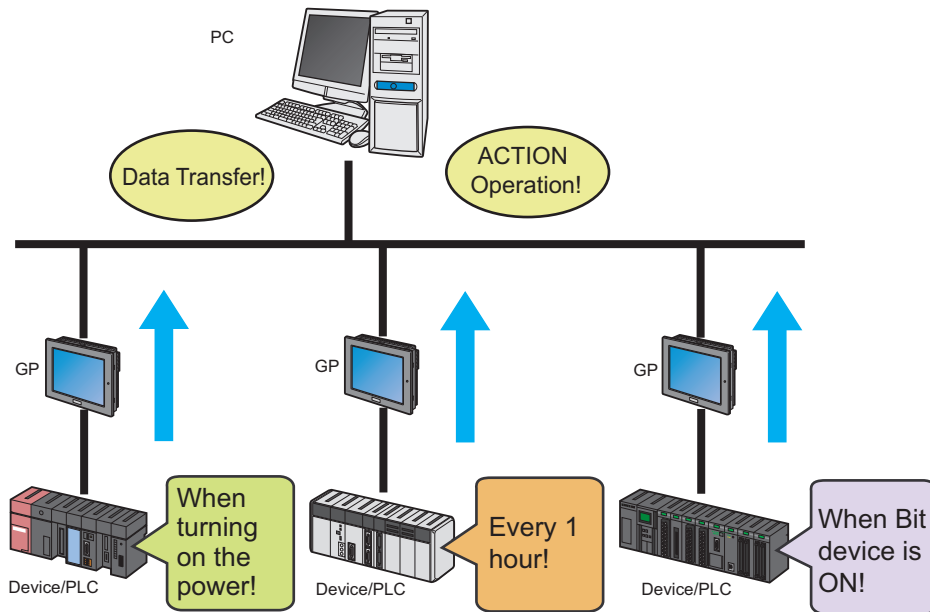 PC
Data Transfer!
ACTION
Operation!
GP
GP
GP
When
turning
on the
power!
Device/PLC
Every 1
hour!
Device/PLC
When Bit
device is
ON!
Device/PLC